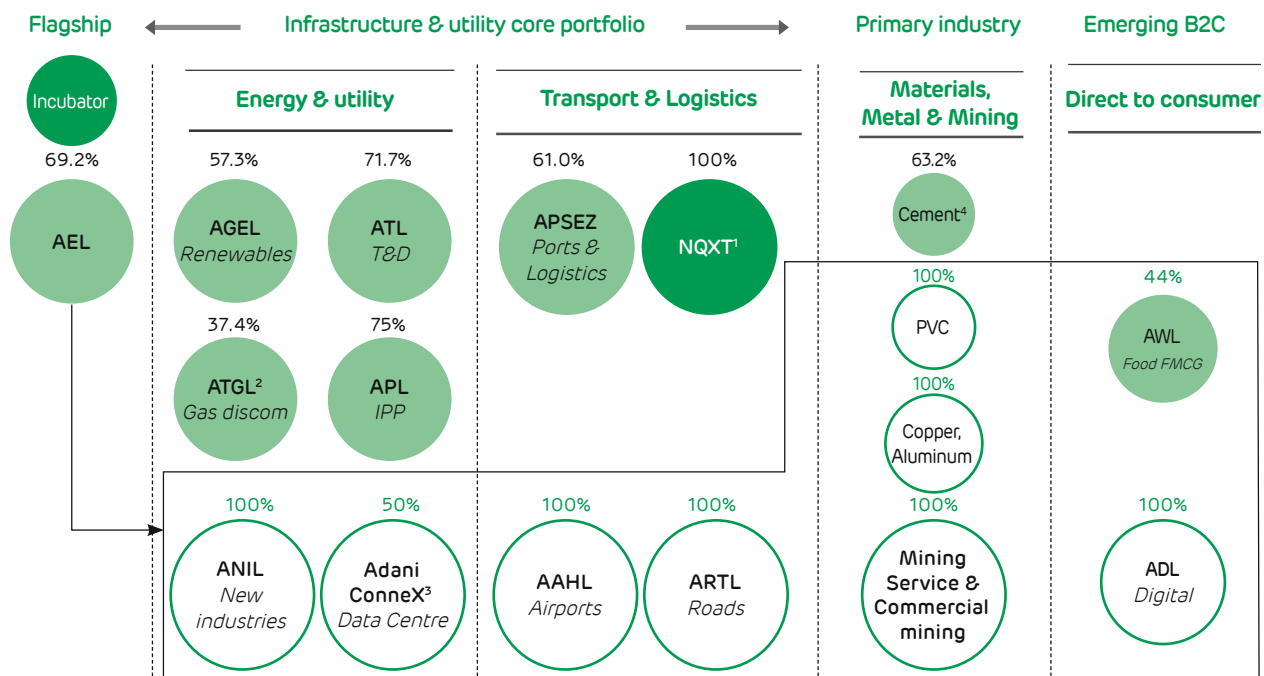 Flagship
Infrastructure & utility core portfolio
Primary industry
Emerging B2C
Incubator
Energy & utility
Transport & Logistics
Materials,
Metal & Mining
Direct to consumer
69.2%
57.3%
71.7%
61.0%
100%
63.2%
AEL
AGEL
Renewables
ATL
T&D
APSEZ
Ports &
Logistics
NQXT¹
Cement⁴
37.4%
75%
100%
44%
ATGL²
Gas discom
APL
IPP
PVC
AWL
Food FMCG
100%
Copper,
Aluminum
100%
50%
100%
100%
100%
100%
ANIL
New
industries
Adani
ConneX³
Data Centre
AAHL
Airports
ARTL
Roads
Mining
Service &
Commercial
mining
ADL
Digital